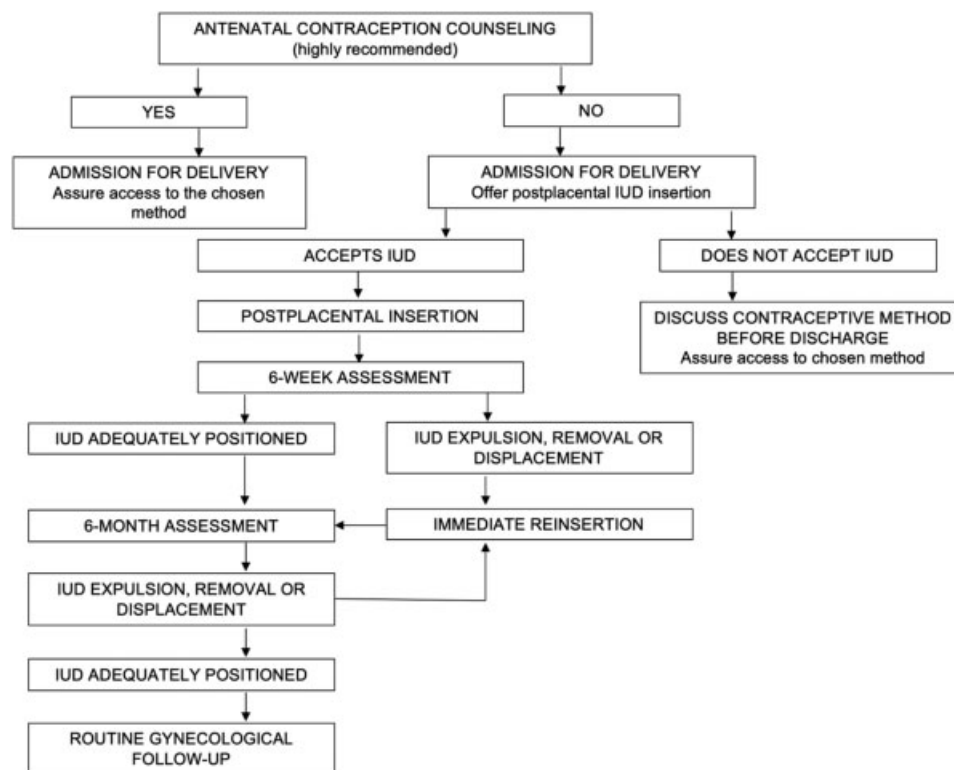 ANTENATAL CONTRACEPTION COUNSELING
(highly recommended)
YES
NO
ADMISSION FOR DELIVERY
Assure access to the chosen
method
ADMISSION FOR DELIVERY
Offer postplacental IUD insertion
ACCEPTS IUD
DOES NOT ACCEPT IUD
POSTPLACENTAL INSERTION
DISCUSS CONTRACEPTIVE METHOD
BEFORE DISCHARGE
Assure access to chosen method
6-WEEK ASSESSMENT
IUD ADEQUATELY POSITIONED
IUD EXPULSION, REMOVAL OR
DISPLACEMENT
6-MONTH ASSESSMENT
IMMEDIATE REINSERTION
IUD EXPULSION, REMOVAL OR
DISPLACEMENT
IUD ADEQUATELY POSITIONED
ROUTINE GYNECOLOGICAL
FOLLOW-UP